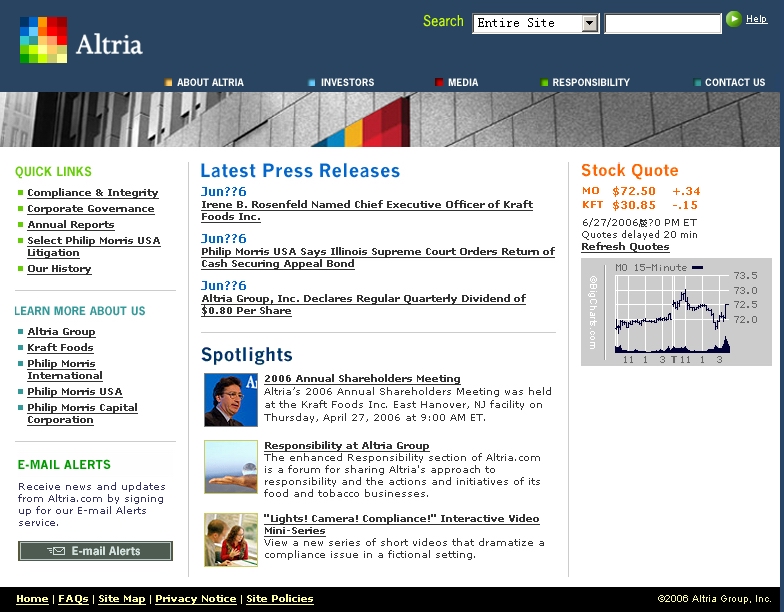 Altria
Search
Entire Site
Help
ABOUT ALTRIA
INVESTORS
MEDIA
RESPONSIBILITY
CONTACT US
QUICK LINKS
Compliance & Integrity
Corporate Governance
Annual Reports
Select Philip Morris USA
Litigation
Our History
LEARN MORE ABOUT US
Altria Group
Kraft Foods
Philip Morris
International
Philip Morris USA
Philip Morris Capital
Corporation
E-MAIL ALERTS
Receive news and updates
from Altria.com by signing
up for our E-mail Alerts
service.
E-mail Alerts
Latest Press Releases
Jun??6
Irene B. Rosenfeld Named Chief Executive Officer of Kraft
Foods Inc.
Jun??6
Philip Morris USA Says Illinois Supreme Court Orders Return of
Cash Securing Appeal Bond
Jun??6
Altria Group, Inc. Declares Regular Quarterly Dividend of
$0.80 Per Share
Spotlights
2006 Annual Shareholders Meeting
Altria's 2006 Annual Shareholders Meeting was held
at the Kraft Foods Inc. East Hanover, NJ facility on
Thursday, April 27, 2006 at 9:00 AM ET.
Responsibility at Altria Group
The enhanced Responsibility section of Altria.com
is a forum for sharing Altria's approach to
responsibility and the actions and initiatives of its
food and tobacco businesses.
"Lights! Camera! Compliance!" Interactive Video
Mini-Series
View a new series of short videos that dramatize a
compliance issue in a fictional setting.
Stock Quote
MO $72.50 +.34
KFT $30.85 -.15
?0 PM ET
Quotes delayed 20 min
Refresh Quotes
©BigCharts.com
MO 15-Minute
73.5
73.0
72.5
72.0
11 1 3 T 11 1 3
Home | FAQs | Site Map | Privacy Notice | Site Policies
©2006 Altria Group, Inc.